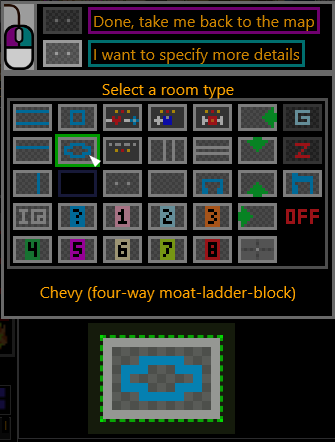 Done, take me back to the map
I want to specify more details
Select a room type
G
Z
I@ 0 1 2 3 OFF
4 5 6 7 8
Chevy (four-way moat-ladder-block)